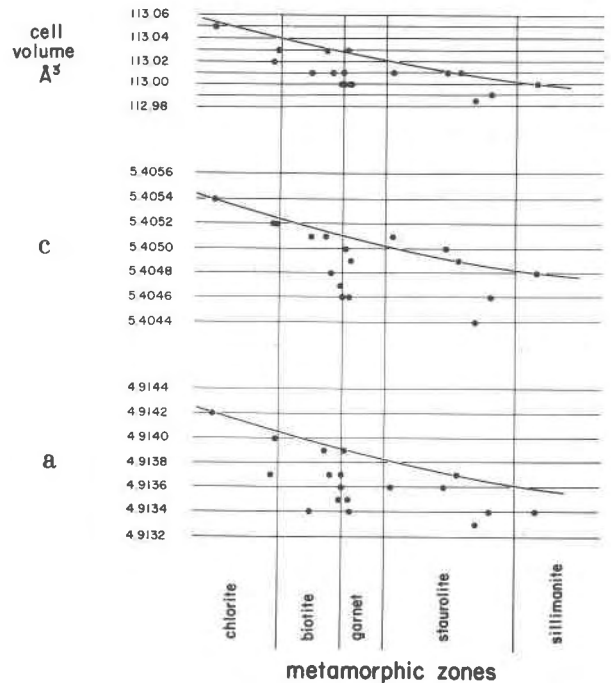 cell
volume
Å³
113.06
113.04
113.02
113.00
112.98
c
5.4056
5.4054
5.4052
5.4050
5.4048
5.4046
5.4044
a
4.9144
4.9142
4.9140
4.9138
4.9136
4.9134
4.9132
chlorite
biotite
garnet
staurolite
sillimanite
metamorphic zones